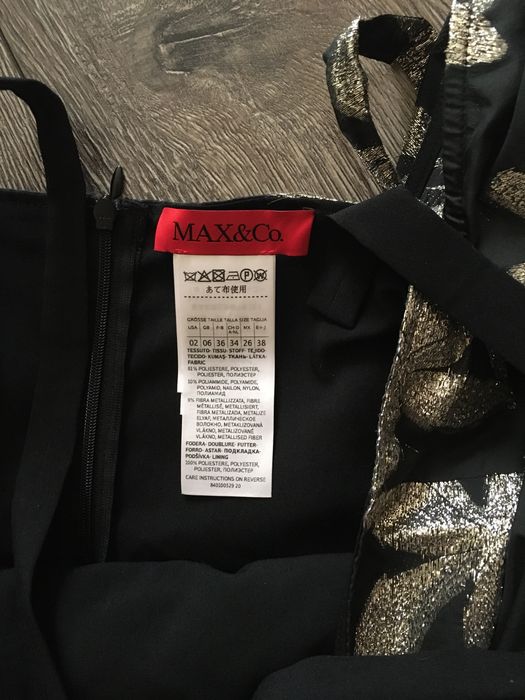 MAX&Co.
あて布使用
GRÖSSE TAILLE TALLA SIZE TAGLIA
USA GB F-B CH-D A-NL MX E-I-J
02 06 36 34 26 38
TESSUTO-TISSU-STOFF-TEJIDO-
TECIDO-KUMAŞ-ТКАНЬ-LÁTKA-
FABRIC
81% POLIESTERE, POLYESTER,
POLIESTER, ПОЛИЭСТЕР
10% POLIAMMIDE, POLYAMIDE,
POLYAMID, NAILON, NYLON,
ПОЛИАМИД
9% FIBRA METALLIZZATA, FIBRE
MÉTALLISÉ, METALLISIERT,
FIBRA METALIZADA, METALIZE
ELYAF, МЕТАЛЛИЧЕСКОЕ
ВОЛОКНО, METAKLIZOVANÁ
VLÁKNO, METALIZOVANÉ
VLÁKNO, METALLISED FIBER
FODERA-DOUBLURE-FUTTER-
FORRO-ASTAR-ПОДКЛАДКА-
PODŠÍVKA-LINING
100% POLIESTERE, POLYESTER,
POLIESTER, ПОЛИЭСТЕР
CARE INSTRUCTIONS ON REVERSE